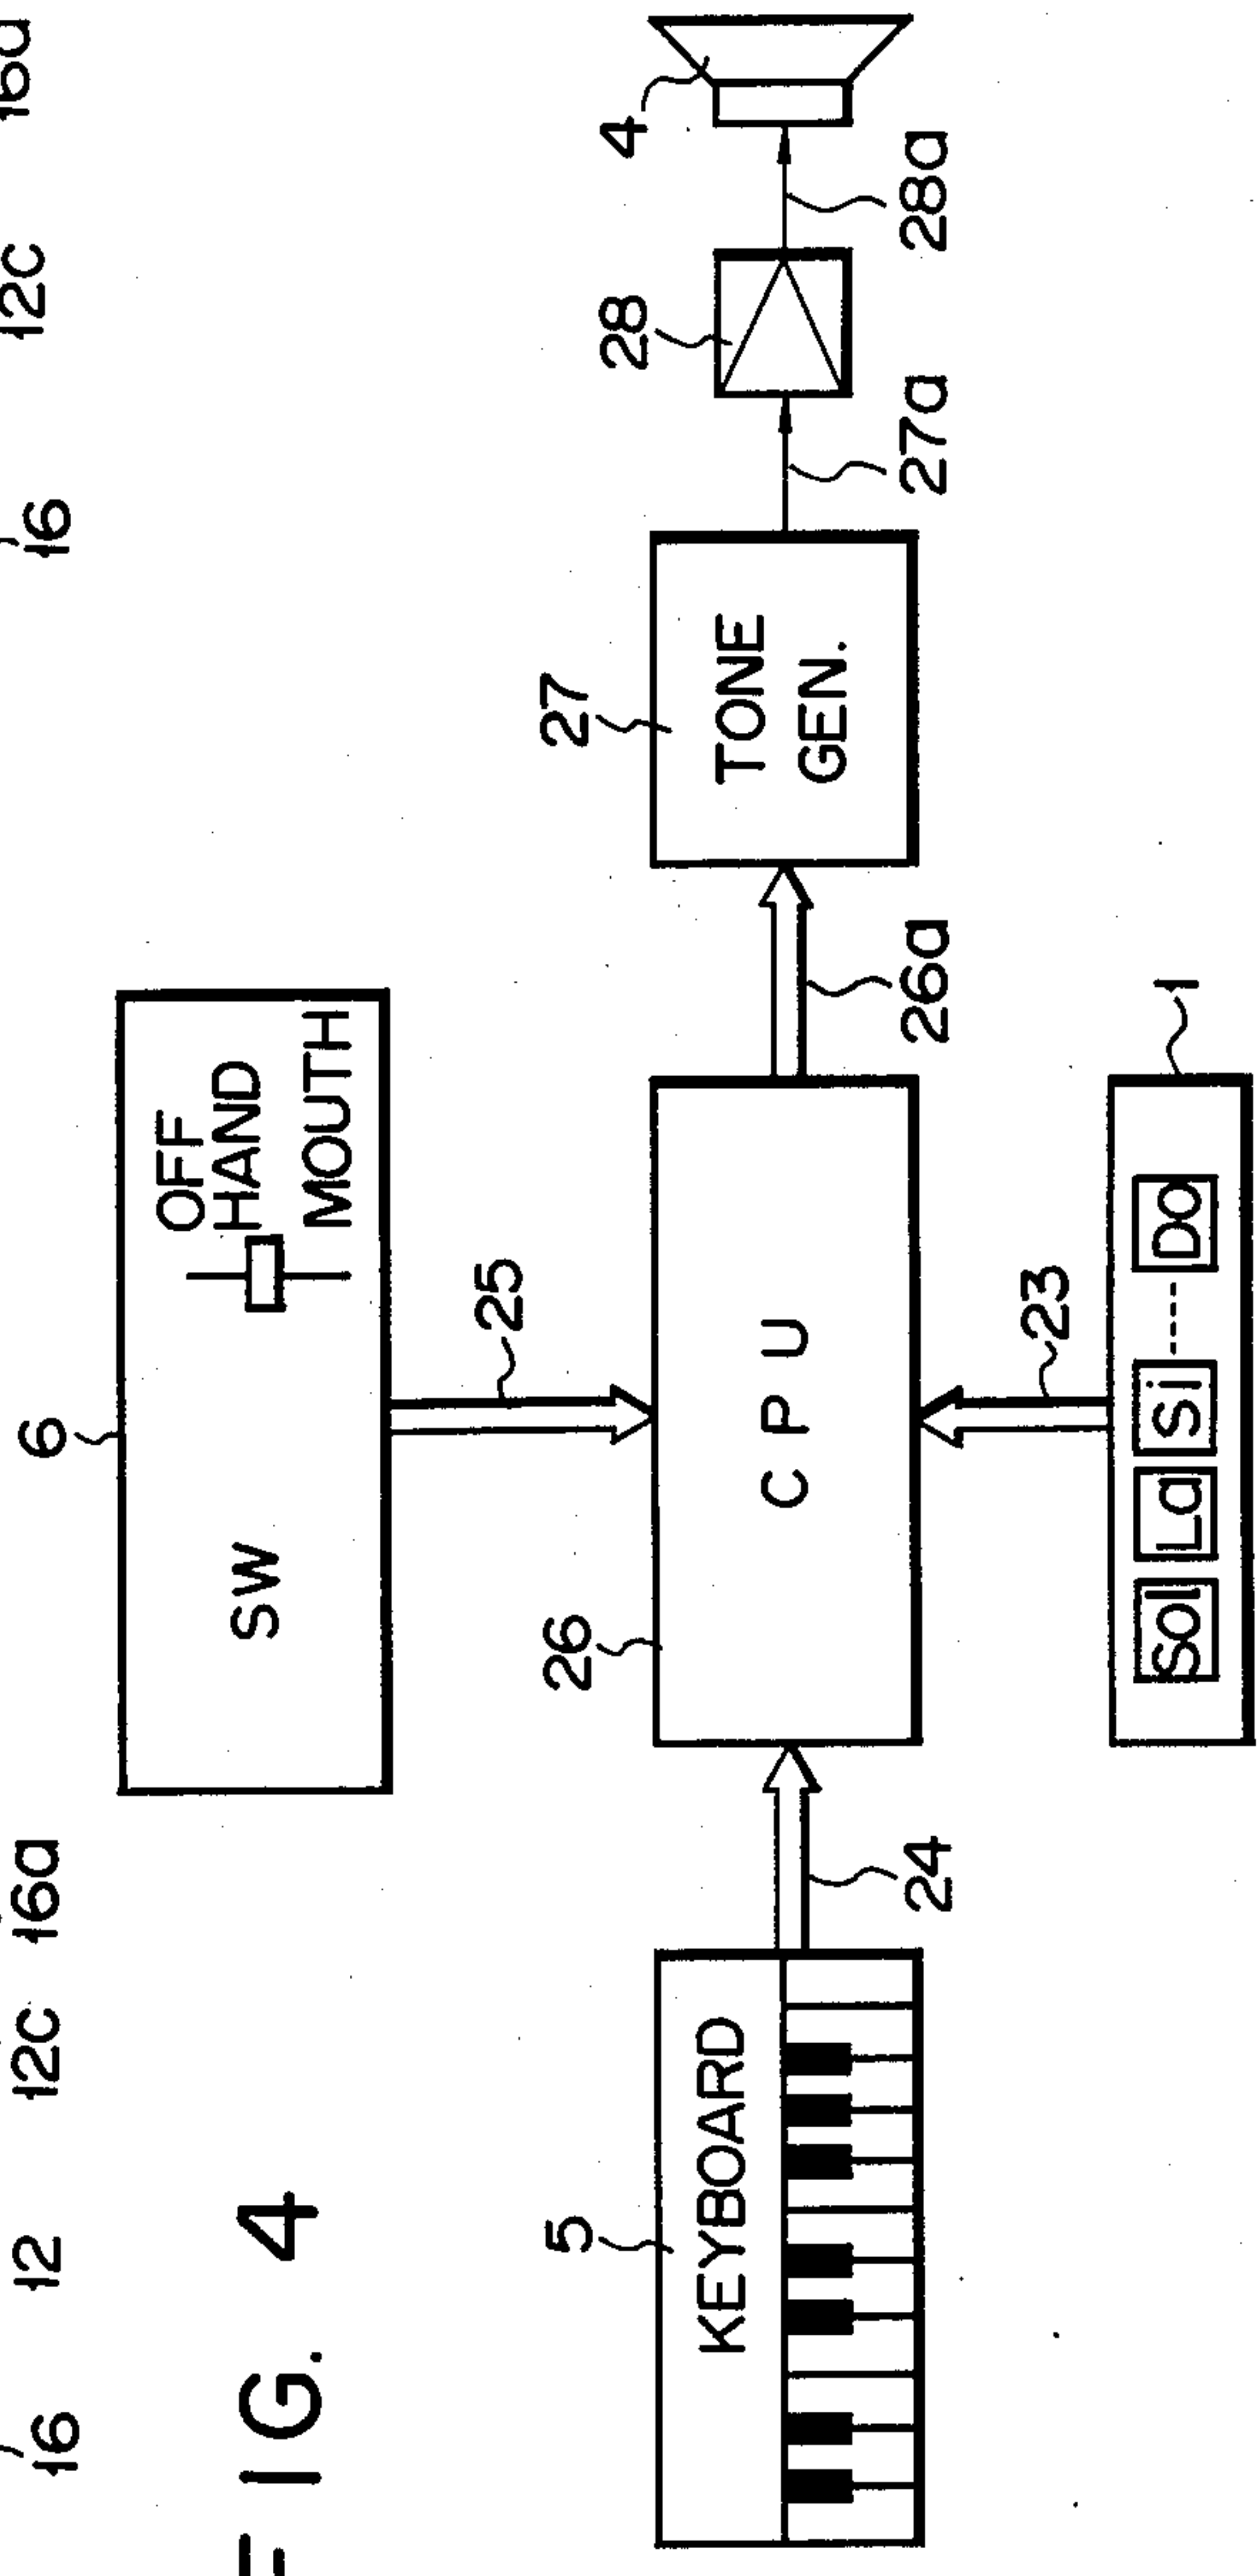 16 12 12C 16a 16 12C 16a
FIG. 4
6
SW
OFF
HAND
MOUTH
25
5
KEYBOARD
24
26
CPU
26a
27
TONE
GEN.
27a
28
28a
4
23
1
Sol La Si ---- Do